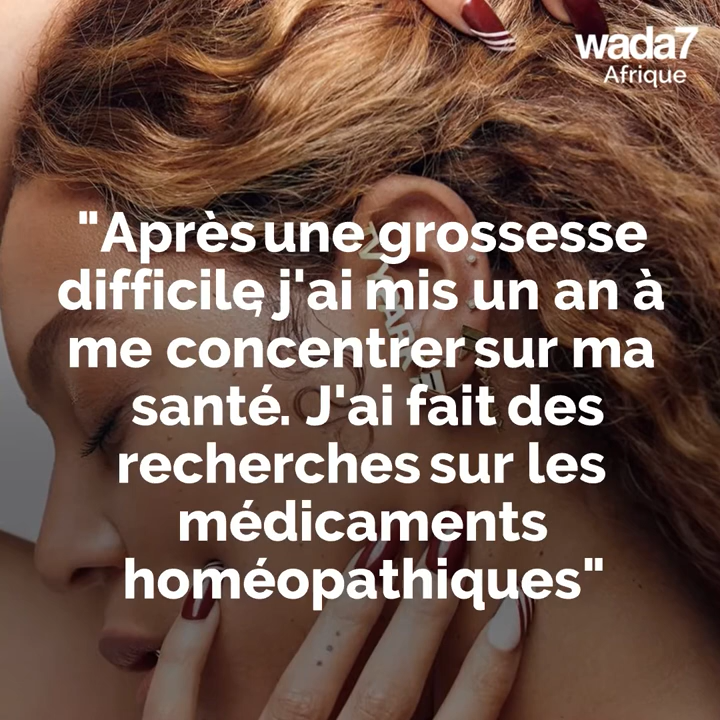 wada7
Afrique
"Après une grossesse
difficile, j'ai mis un an à
me concentrer sur ma
santé. J'ai fait des
recherches sur les
médicaments
homéopathiques"